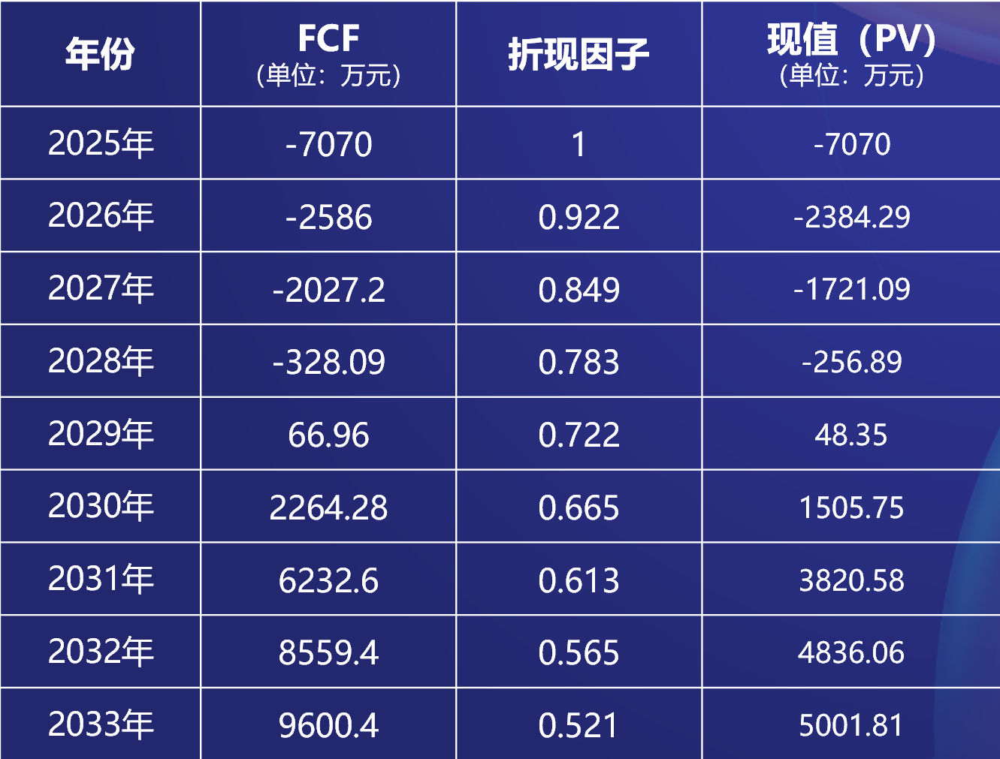 年份
FCF
(单位：万元)
折现因子
现值（PV）
(单位：万元)
2025年
-7070
1
-7070
2026年
-2586
0.922
-2384.29
2027年
-2027.2
0.849
-1721.09
2028年
-328.09
0.783
-256.89
2029年
66.96
0.722
48.35
2030年
2264.28
0.665
1505.75
2031年
6232.6
0.613
3820.58
2032年
8559.4
0.565
4836.06
2033年
9600.4
0.521
5001.81